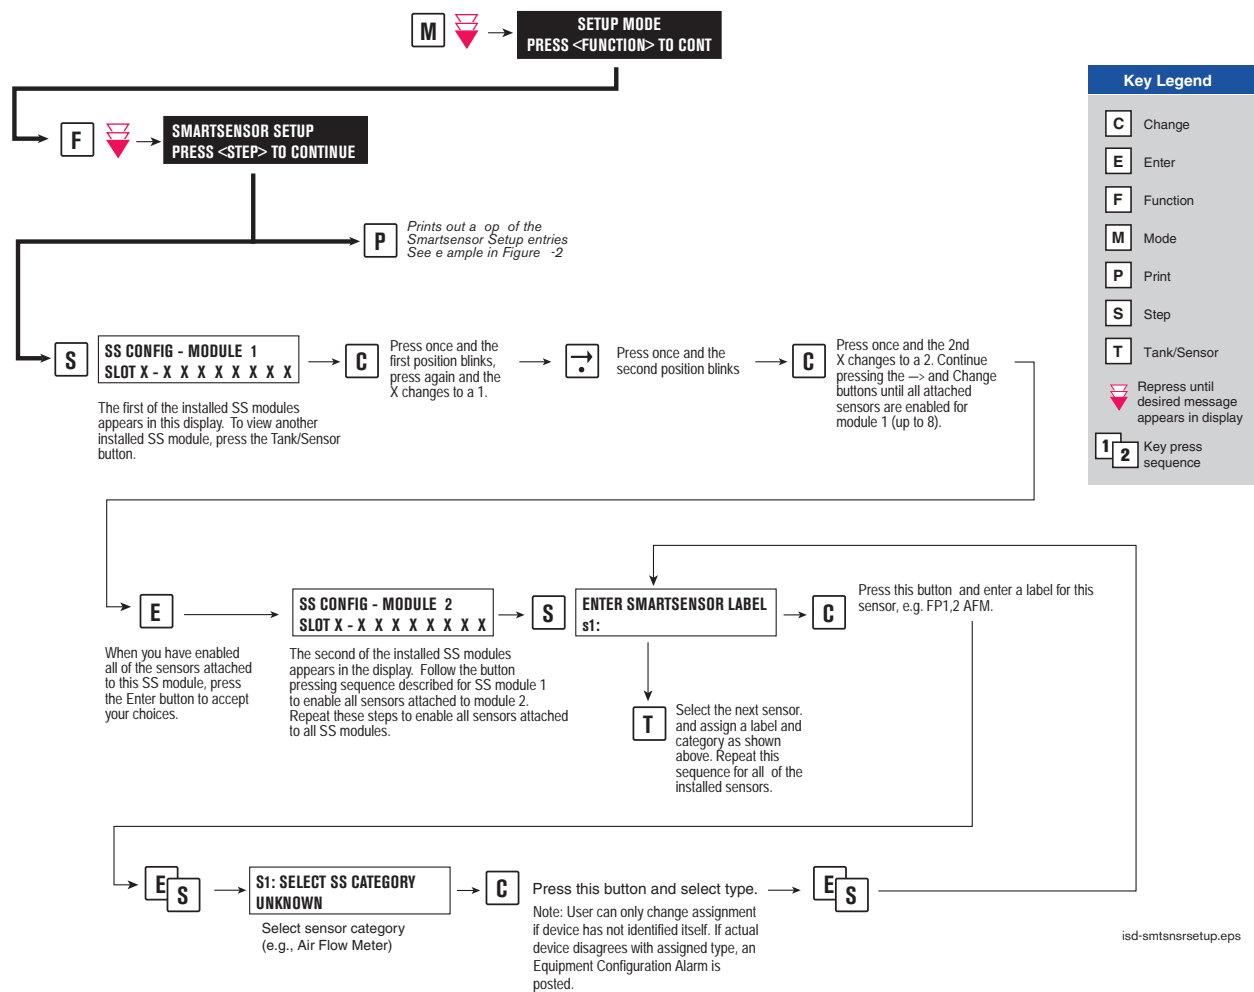 M
SETUP MODE
PRESS <FUNCTION> TO CONT
Key Legend
C Change
E Enter
F Function
M Mode
P Print
S Step
T Tank/Sensor
Repress until
desired message
appears in display
1 2 Key press
sequence
F
SMARTSENSOR SETUP
PRESS <STEP> TO CONTINUE
P
Prints out a op of the
Smartsensor Setup entries
See e ample in Figure -2
S
SS CONFIG - MODULE 1
SLOT X - X X X X X X X X
The first of the installed SS modules
appears in this display. To view another
installed SS module, press the Tank/Sensor
button.
C
Press once and the
first position blinks,
press again and the
X changes to a 1.
→
Press once and the
second position blinks
C
Press once and the 2nd
X changes to a 2. Continue
pressing the —> and Change
buttons until all attached
sensors are enabled for
module 1 (up to 8).
E
When you have enabled
all of the sensors attached
to this SS module, press
the Enter button to accept
your choices.
SS CONFIG - MODULE 2
SLOT X - X X X X X X X X
The second of the installed SS modules
appears in the display. Follow the button
pressing sequence described for SS module 1
to enable all sensors attached to module 2.
Repeat these steps to enable all sensors attached
to all SS modules.
S
ENTER SMARTSENSOR LABEL
s1:
C
Press this button and enter a label for this
sensor, e.g. FP1,2 AFM.
T
Select the next sensor.
and assign a label and
category as shown
above. Repeat this
sequence for all of the
installed sensors.
E S
S1: SELECT SS CATEGORY
UNKNOWN
Select sensor category
(e.g., Air Flow Meter)
C
Press this button and select type.
Note: User can only change assignment
if device has not identified itself. If actual
device disagrees with assigned type, an
Equipment Configuration Alarm is
posted.
E S
isd-smtsnsrsetup.eps